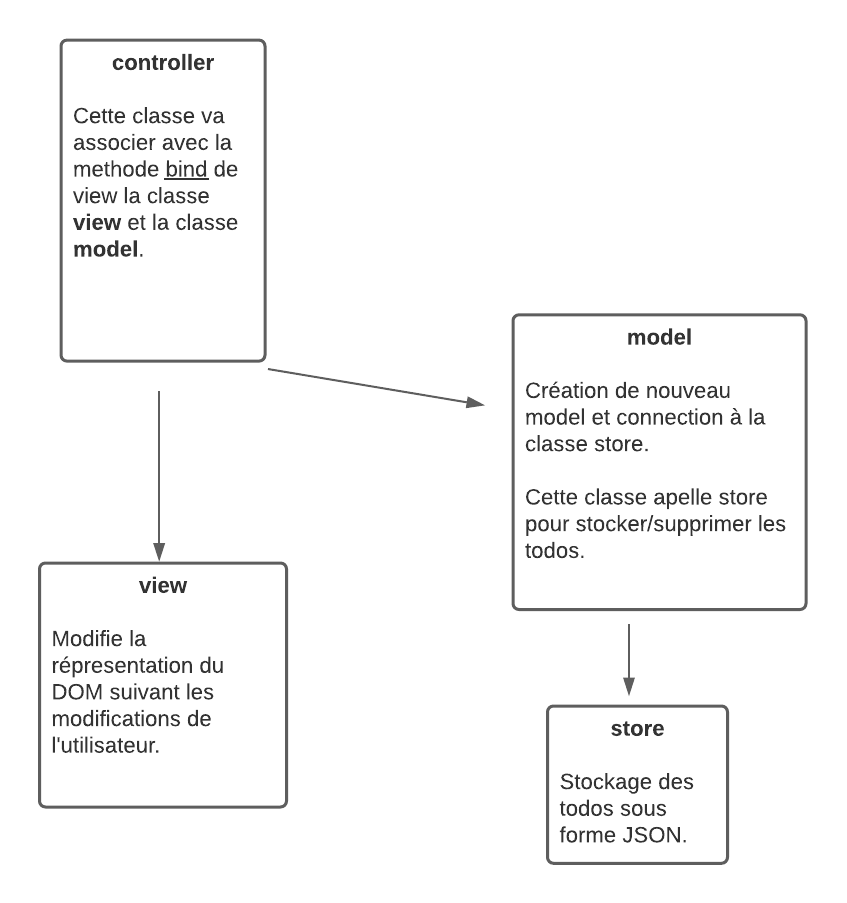 controller
Cette classe va
associer avec la
methode bind de
view la classe
view et la classe
model.
model
Création de nouveau
model et connection à la
classe store.
Cette classe apelle store
pour stocker/supprimer les
todos.
view
Modifie la
répresentation du
DOM suivant les
modifications de
l'utilisateur.
store
Stockage des
todos sous
forme JSON.